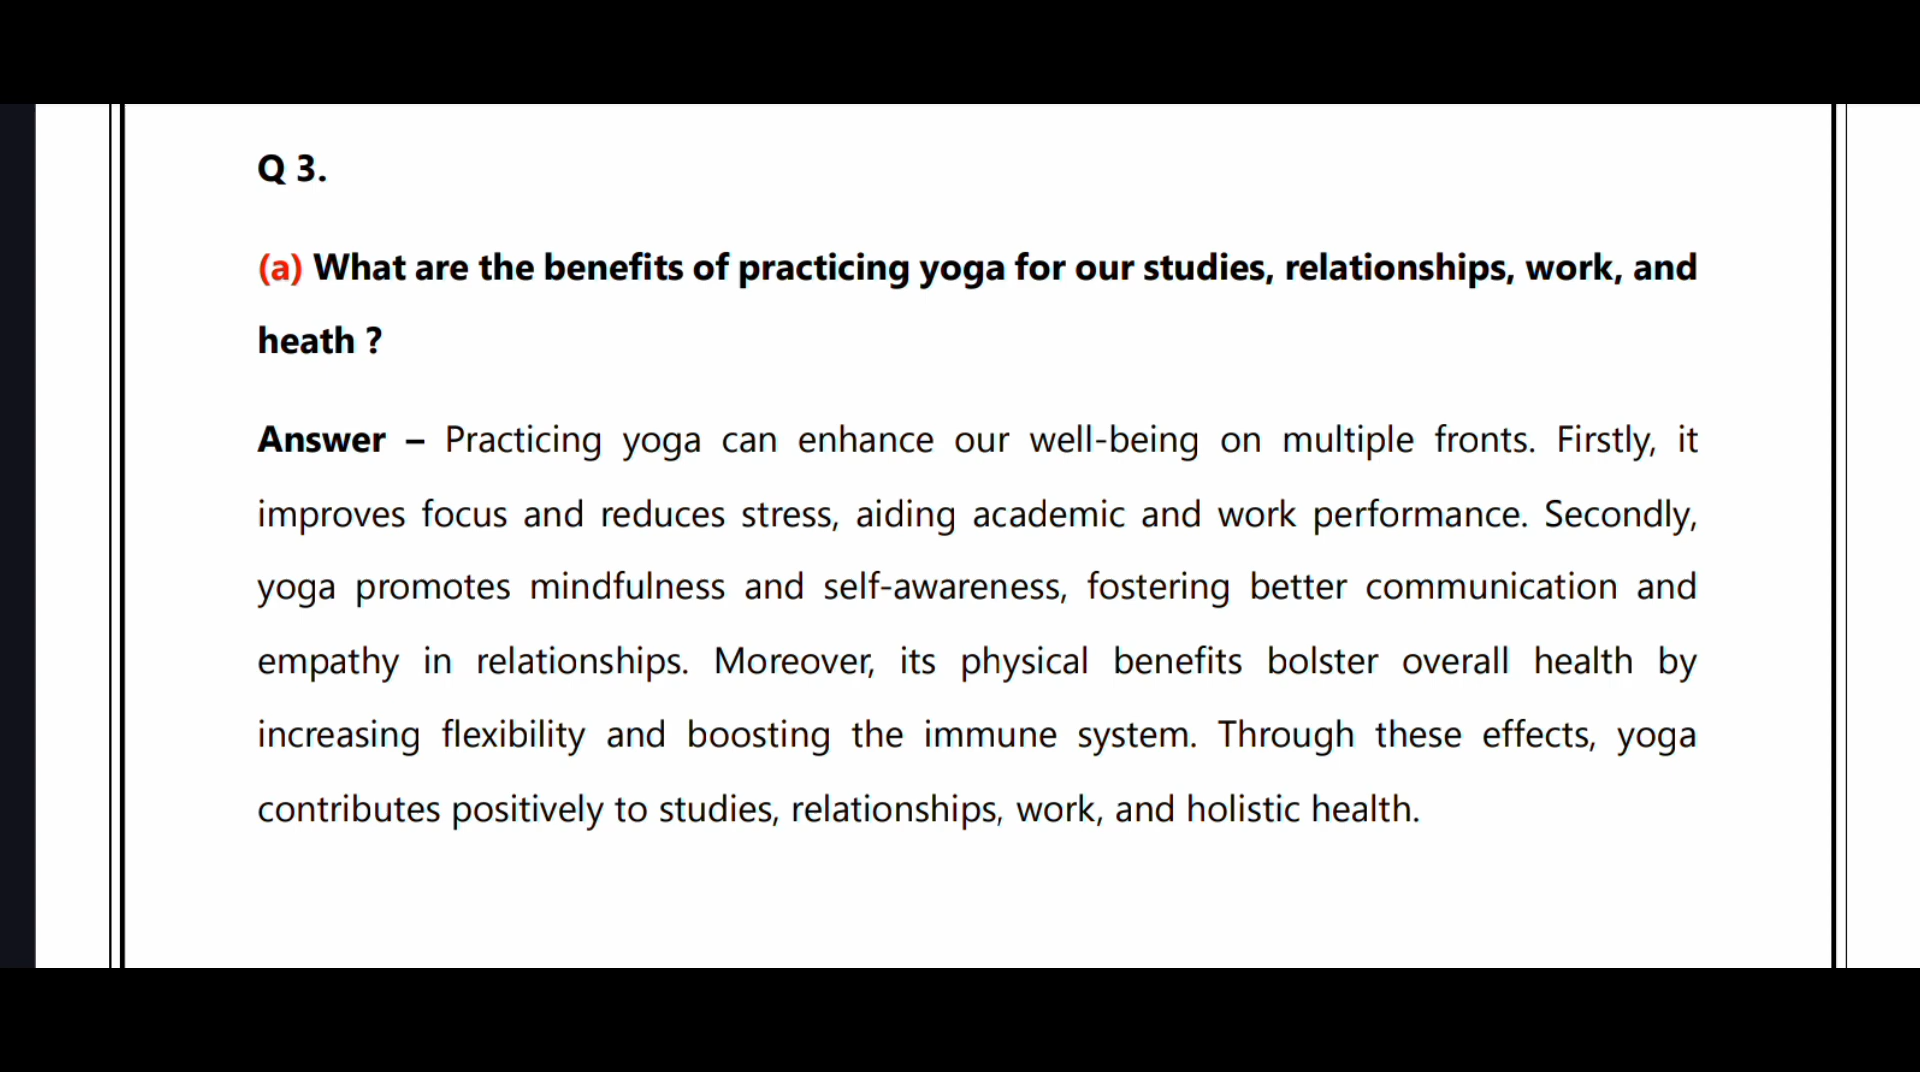 Q 3.
(a) What are the benefits of practicing yoga for our studies, relationships, work, and
heath ?
Answer – Practicing yoga can enhance our well-being on multiple fronts. Firstly, it
improves focus and reduces stress, aiding academic and work performance. Secondly,
yoga promotes mindfulness and self-awareness, fostering better communication and
empathy in relationships. Moreover, its physical benefits bolster overall health by
increasing flexibility and boosting the immune system. Through these effects, yoga
contributes positively to studies, relationships, work, and holistic health.